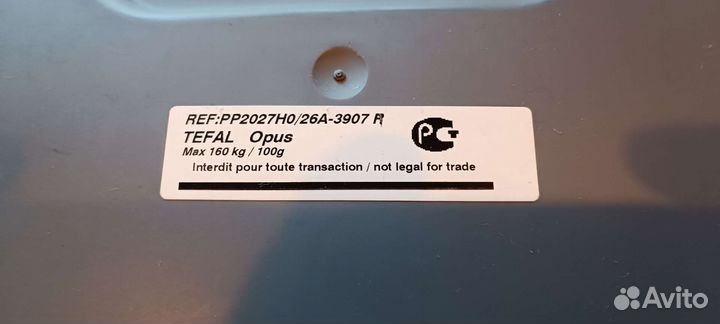 REF:PP2027H0/26A-3907 R
TEFAL Opus
Max 160 kg / 100g
Interdit pour toute transaction / not legal for trade
РСТ
Avito